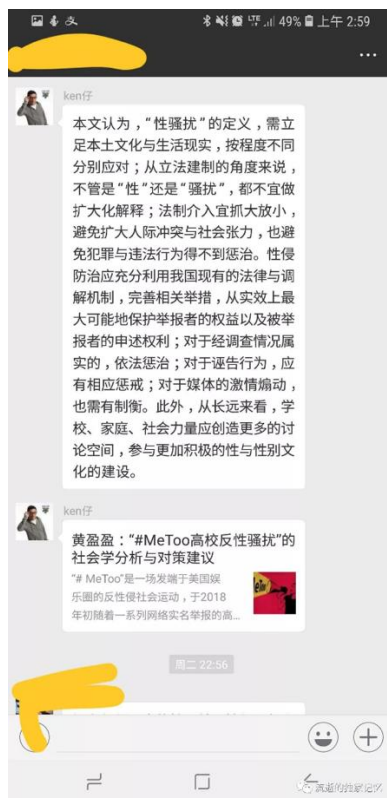 LTE 49% 上午 2:59
ken仔
本文认为，“性骚扰”的定义，需立
足本土文化与生活现实，按程度不同
分别应对；从立法建制的角度来说，
不管是“性”还是“骚扰”，都不宜做
扩大化解释；法制介入宜抓大放小，
避免扩大人际冲突与社会张力，也避
免犯罪与违法行为得不到惩治。性侵
防治应充分利用我国现有的法律与调
解机制，完善相关举措，从实效上最
大可能地保护举报者的权益以及被举
报者的申述权利；对于经调查情况属
实的，依法惩治；对于诬告行为，应
有相应惩戒；对于媒体的激情煽动，
也需有制衡。此外，从长远来看，学
校、家庭、社会力量应创造更多的讨
论空间，参与更加积极的性与性别文
化的建设。
ken仔
黄盈盈：“#MeToo高校反性骚扰”的
社会学分析与对策建议
“# MeToo”是一场发端于美国娱
乐圈的反性侵社会运动，于2018
年初随着一系列网络实名举报的高...
MeToo
周二 22:56
流逝的独家记忆